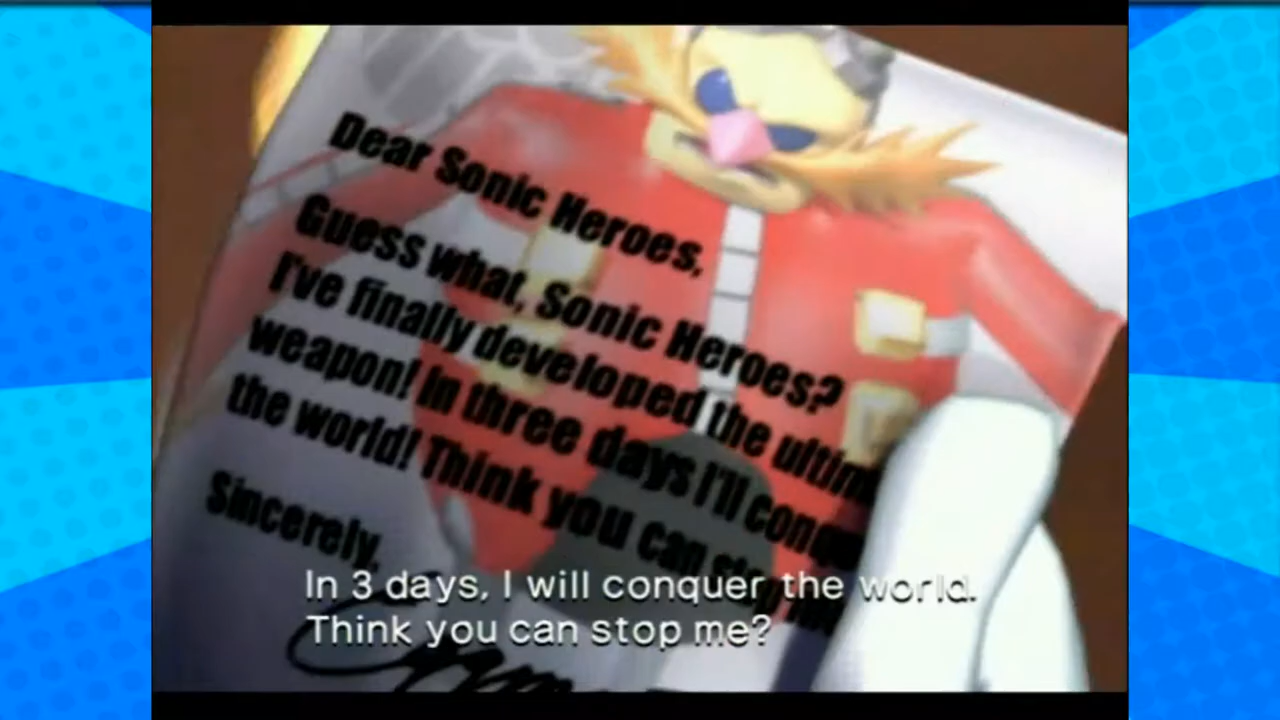 Dear Sonic Heroes,
Guess what, Sonic Heroes?
I've finally developed the
weapon! In three days I'll
the world! Think you can
Sincerely,
In 3 days, I will conquer the world.
Think you can stop me?